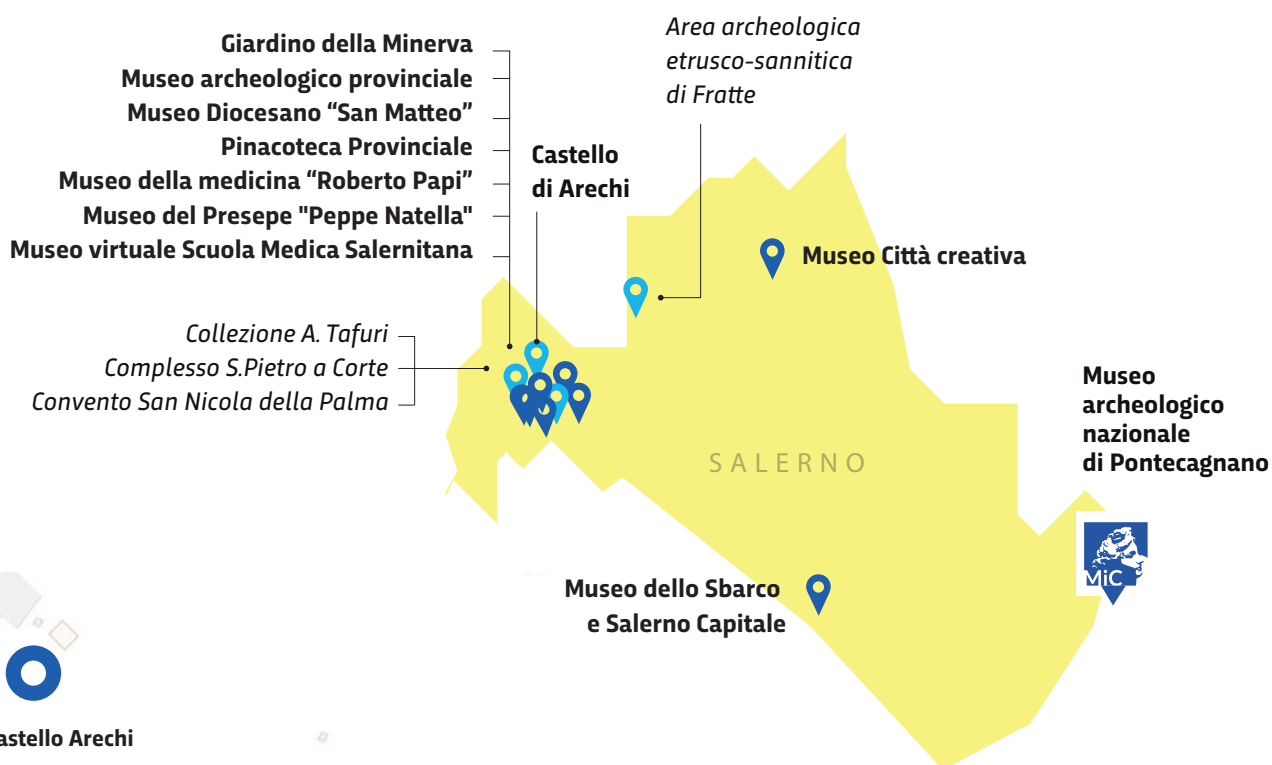 Area archeologica
etrusco-sannitica
di Fratte
Giardino della Minerva
Museo archeologico provinciale
Museo Diocesano “San Matteo”
Pinacoteca Provinciale
Museo della medicina “Roberto Papi”
Museo del Presepe "Peppe Natella"
Museo virtuale Scuola Medica Salernitana
Castello
di Arechi
Museo Città creativa
Collezione A. Tafuri
Complesso S.Pietro a Corte
Convento San Nicola della Palma
Museo
archeologico
nazionale
di Pontecagnano
SALERNO
MiC
Museo dello Sbarco
e Salerno Capitale
astello Arechi